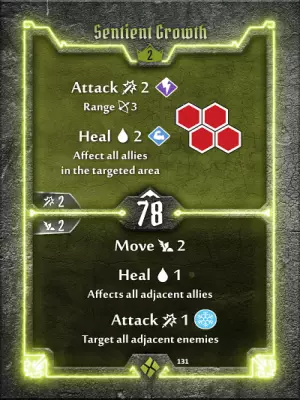 Sentient Growth
2
Attack 2
Range 3
Heal 2
Affect all allies
in the targeted area
2
78
2
Move 2
Heal 1
Affects all adjacent allies
Attack 1
Target all adjacent enemies
131